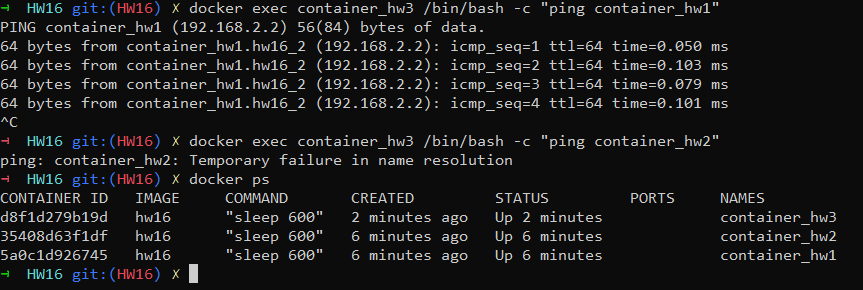 → HW16 git:(HW16) ✗ docker exec container_hw3 /bin/bash -c "ping container_hw1"
PING container_hw1 (192.168.2.2) 56(84) bytes of data.
64 bytes from container_hw1.hw16_2 (192.168.2.2): icmp_seq=1 ttl=64 time=0.050 ms
64 bytes from container_hw1.hw16_2 (192.168.2.2): icmp_seq=2 ttl=64 time=0.103 ms
64 bytes from container_hw1.hw16_2 (192.168.2.2): icmp_seq=3 ttl=64 time=0.079 ms
64 bytes from container_hw1.hw16_2 (192.168.2.2): icmp_seq=4 ttl=64 time=0.101 ms
^C
→ HW16 git:(HW16) ✗ docker exec container_hw3 /bin/bash -c "ping container_hw2"
ping: container_hw2: Temporary failure in name resolution
→ HW16 git:(HW16) ✗ docker ps
CONTAINER ID   IMAGE     COMMAND       CREATED         STATUS         PORTS     NAMES
d8f1d279b19d   hw16      "sleep 600"   2 minutes ago   Up 2 minutes             container_hw3
35408d63f1df   hw16      "sleep 600"   6 minutes ago   Up 6 minutes             container_hw2
5a0c1d926745   hw16      "sleep 600"   6 minutes ago   Up 6 minutes             container_hw1
→ HW16 git:(HW16) ✗